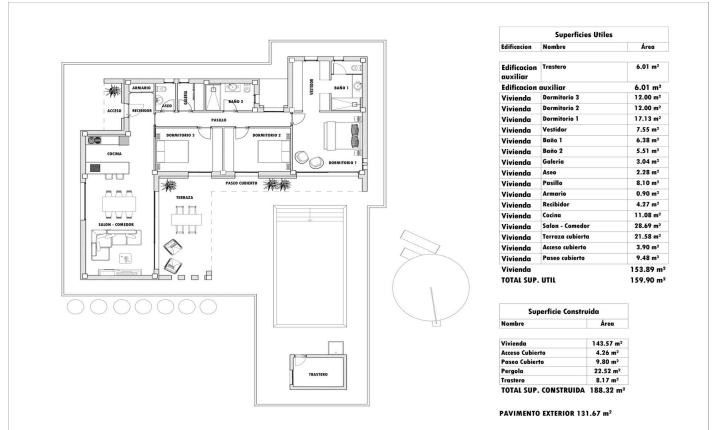 ARMARIO
ACCESO
RECIBIDOR
ASEO
GALERIA
BAÑO 2
VESTIDOR
BAÑO 1
PASILLO
COCINA
DORMITORIO 3
DORMITORIO 2
DORMITORIO 1
PASEO CUBIERTO
TERRAZA
SALON - COMEDOR
TRASTERO
Superficies Utiles
Edificacion Nombre Área
Edificacion auxiliar Trastero 6.01 m²
Edificacion auxiliar 6.01 m²
Vivienda Dormitorio 3 12.00 m²
Vivienda Dormitorio 2 12.00 m²
Vivienda Dormitorio 1 17.13 m²
Vivienda Vestidor 7.55 m²
Vivienda Baño 1 6.38 m²
Vivienda Baño 2 5.51 m²
Vivienda Galeria 3.04 m²
Vivienda Aseo 2.28 m²
Vivienda Pasillo 8.10 m²
Vivienda Armario 0.90 m²
Vivienda Recibidor 4.27 m²
Vivienda Cocina 11.08 m²
Vivienda Salon - Comedor 28.69 m²
Vivienda Terraza cubierta 21.58 m²
Vivienda Acceso cubierto 3.90 m²
Vivienda Paseo cubierto 9.48 m²
Vivienda 153.89 m²
TOTAL SUP. UTIL 159.90 m²
Superficie Construida
Nombre Área
Vivienda 143.57 m²
Acceso Cubierto 4.26 m²
Paseo Cubierto 9.80 m²
Pergola 22.52 m²
Trastero 8.17 m²
TOTAL SUP. CONSTRUIDA 188.32 m²
PAVIMENTO EXTERIOR 131.67 m²